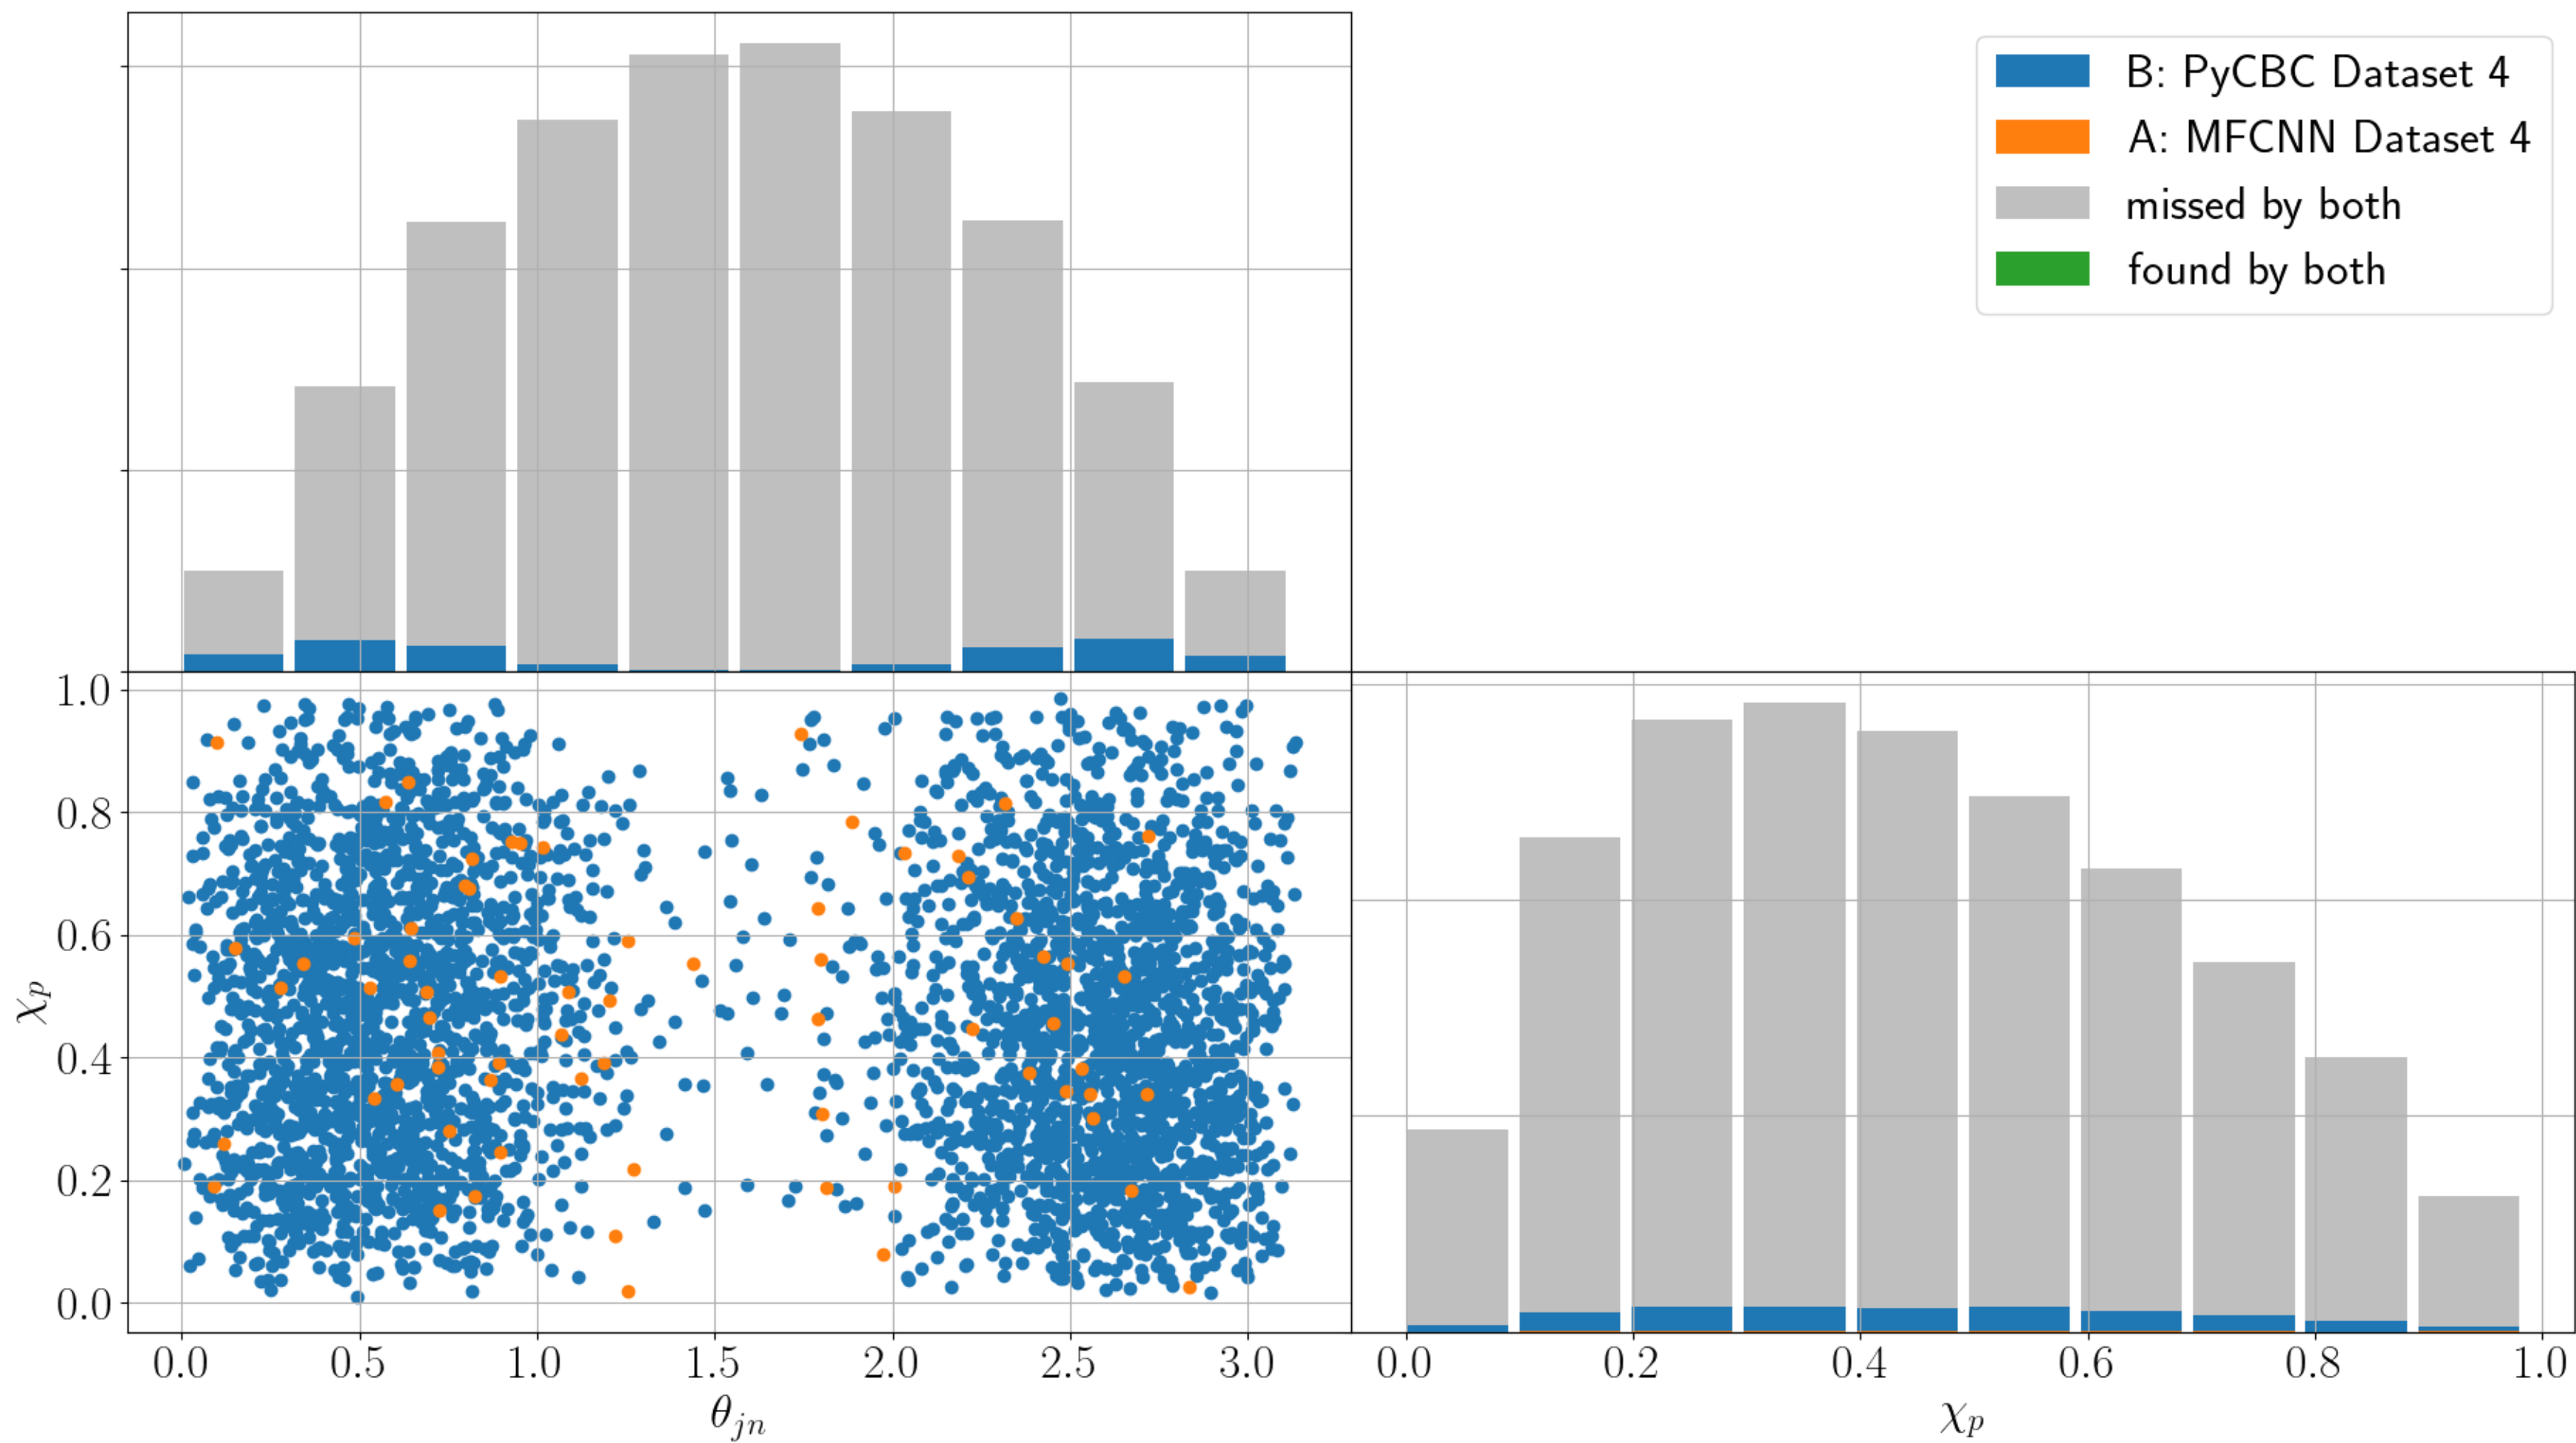 B: PyCBC Dataset 4
A: MFCNN Dataset 4
missed by both
found by both
1.0
0.8
0.6
0.4
0.2
0.0
χp
0.0 0.5 1.0 1.5 2.0 2.5 3.0
θjn
0.0 0.2 0.4 0.6 0.8 1.0
χp